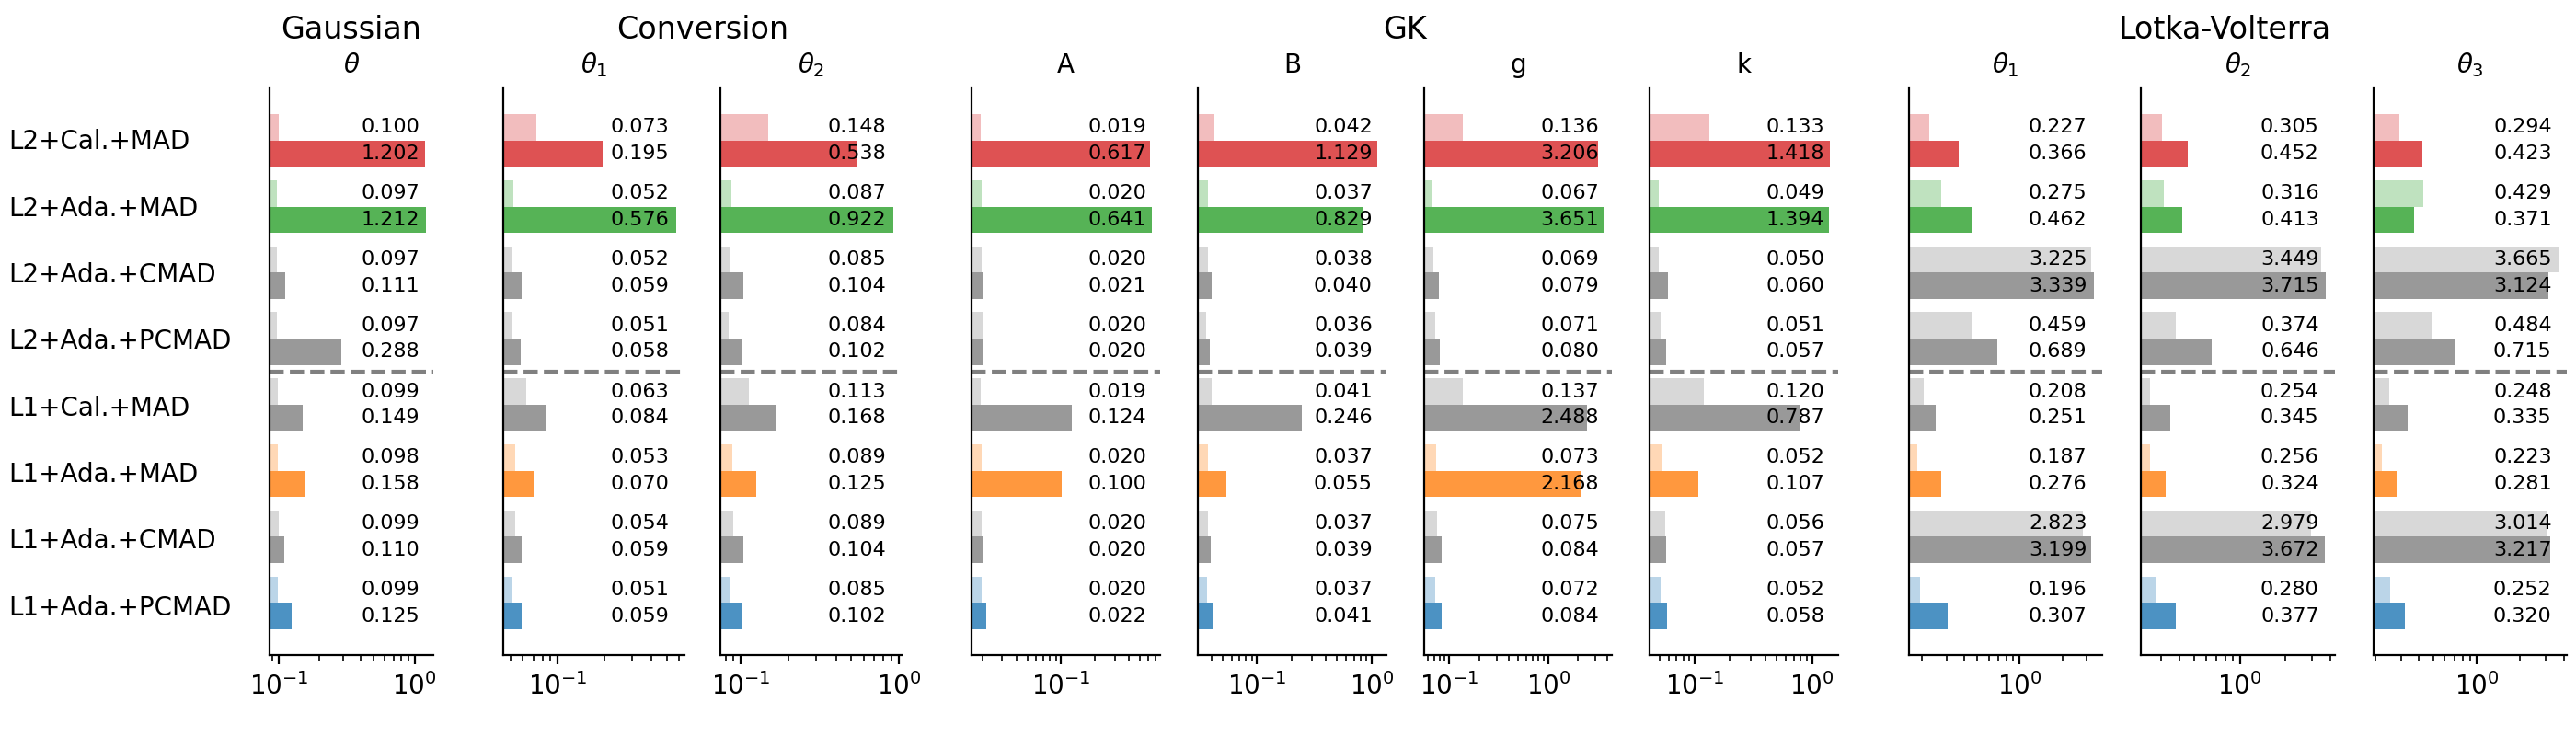 Gaussian Conversion GK Lotka-Volterra
θ θ₁ θ₂ A B g k θ₁ θ₂ θ₃
0.100 0.073 0.148 0.019 0.042 0.136 0.133 0.227 0.305 0.294
L2+Cal.+MAD
1.202 0.195 0.538 0.617 1.129 3.206 1.418 0.366 0.452 0.423
0.097 0.052 0.087 0.020 0.037 0.067 0.049 0.275 0.316 0.429
L2+Ada.+MAD
1.212 0.576 0.922 0.641 0.829 3.651 1.394 0.462 0.413 0.371
0.097 0.052 0.085 0.020 0.038 0.069 0.050 3.225 3.449 3.665
L2+Ada.+CMAD
0.111 0.059 0.104 0.021 0.040 0.079 0.060 3.339 3.715 3.124
0.097 0.051 0.084 0.020 0.036 0.071 0.051 0.459 0.374 0.484
L2+Ada.+PCMAD
0.288 0.058 0.102 0.020 0.039 0.080 0.057 0.689 0.646 0.715
0.099 0.063 0.113 0.019 0.041 0.137 0.120 0.208 0.254 0.248
L1+Cal.+MAD
0.149 0.084 0.168 0.124 0.246 2.488 0.787 0.251 0.345 0.335
0.098 0.053 0.089 0.020 0.037 0.073 0.052 0.187 0.256 0.223
L1+Ada.+MAD
0.158 0.070 0.125 0.100 0.055 2.168 0.107 0.276 0.324 0.281
0.099 0.054 0.089 0.020 0.037 0.075 0.056 2.823 2.979 3.014
L1+Ada.+CMAD
0.110 0.059 0.104 0.020 0.039 0.084 0.057 3.199 3.672 3.217
0.099 0.051 0.085 0.020 0.037 0.072 0.052 0.196 0.280 0.252
L1+Ada.+PCMAD
0.125 0.059 0.102 0.022 0.041 0.084 0.058 0.307 0.377 0.320
10⁻¹ 10⁰ 10⁻¹ 10⁻¹ 10⁰ 10⁻¹ 10⁻¹ 10⁰ 10⁻¹ 10⁰ 10⁻¹ 10⁰ 10⁰ 10⁰ 10⁰